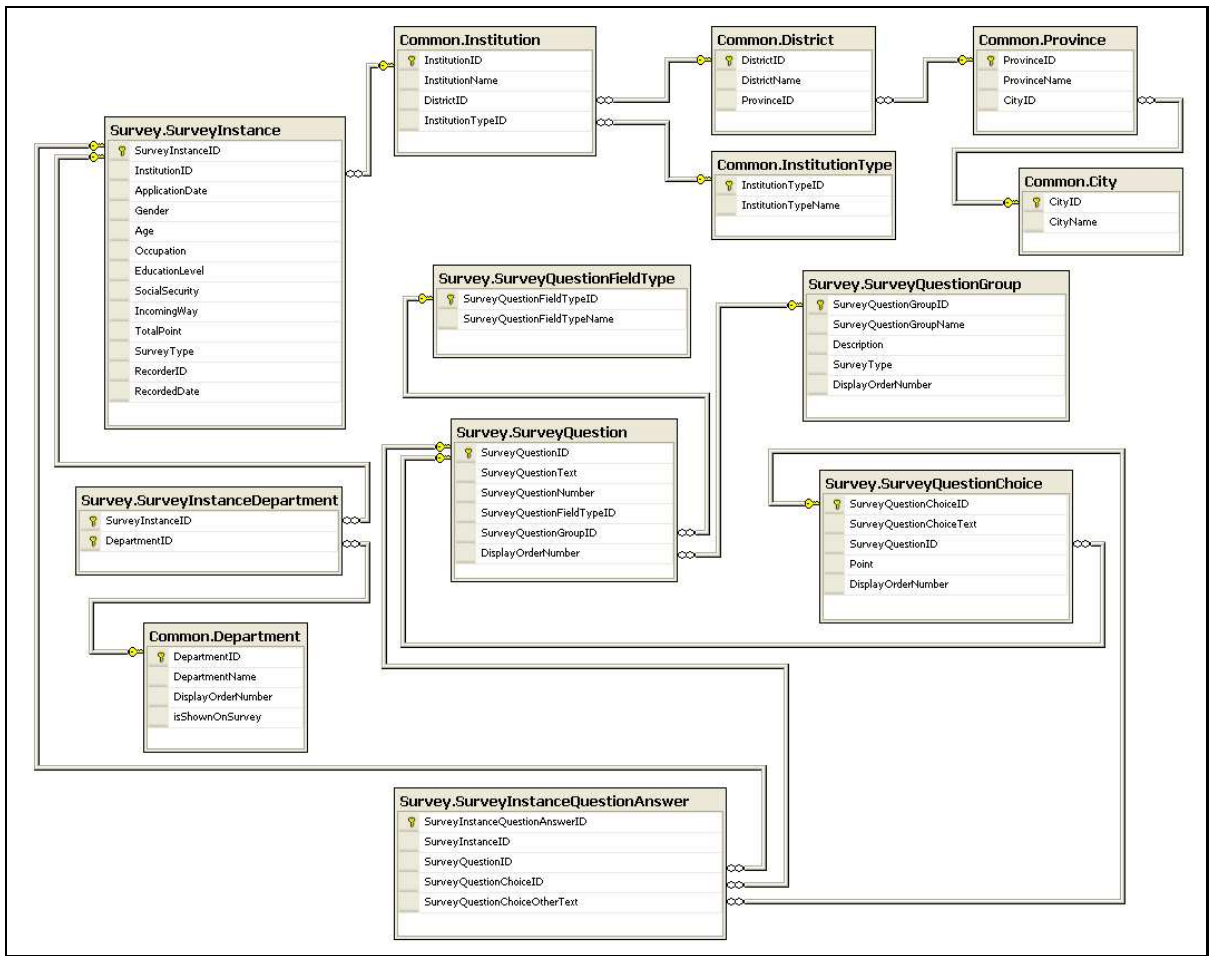 Common.Institution
InstitutionID
InstitutionName
DistrictID
InstitutionTypeID
Common.District
DistrictID
DistrictName
ProvinceID
Common.Province
ProvinceID
ProvinceName
CityID
Survey.SurveyInstance
SurveyInstanceID
InstitutionID
ApplicationDate
Gender
Age
Occupation
EducationLevel
SocialSecurity
IncomingWay
TotalPoint
SurveyType
RecorderID
RecordedDate
Common.InstitutionType
InstitutionTypeID
InstitutionTypeName
Common.City
CityID
CityName
Survey.SurveyQuestionFieldType
SurveyQuestionFieldTypeID
SurveyQuestionFieldTypeName
Survey.SurveyQuestionGroup
SurveyQuestionGroupID
SurveyQuestionGroupName
Description
SurveyType
DisplayOrderNumber
Survey.SurveyQuestion
SurveyQuestionID
SurveyQuestionText
SurveyQuestionNumber
SurveyQuestionFieldTypeID
SurveyQuestionGroupID
DisplayOrderNumber
Survey.SurveyQuestionChoice
SurveyQuestionChoiceID
SurveyQuestionChoiceText
SurveyQuestionID
Point
DisplayOrderNumber
Survey.SurveyInstanceDepartment
SurveyInstanceID
DepartmentID
Common.Department
DepartmentID
DepartmentName
DisplayOrderNumber
isShownOnSurvey
Survey.SurveyInstanceQuestionAnswer
SurveyInstanceQuestionAnswerID
SurveyInstanceID
SurveyQuestionID
SurveyQuestionChoiceID
SurveyQuestionChoiceOtherText